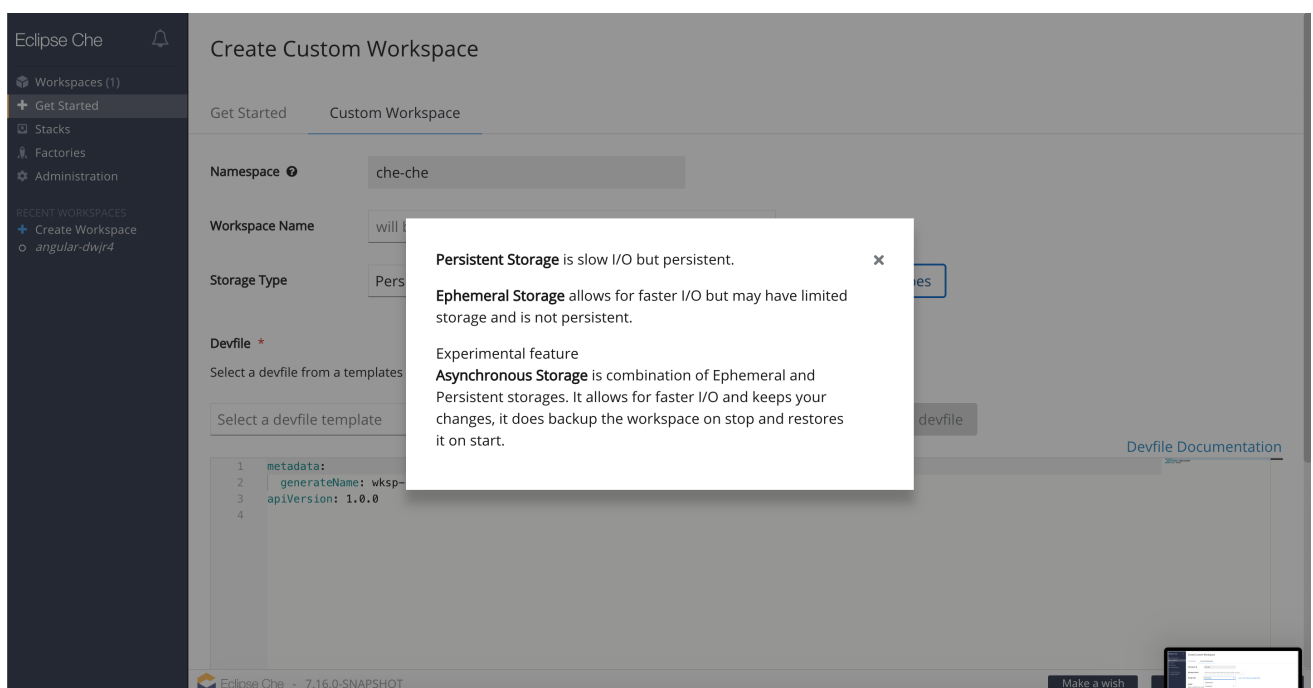 Eclipse Che
Create Custom Workspace
Workspaces (1)
Get Started
Stacks
Factories
Administration
RECENT WORKSPACES
Create Workspace
angular-dwjr4
Get Started Custom Workspace
Namespace che-che
Workspace Name will
Storage Type Pers
Persistent Storage is slow I/O but persistent.
Ephemeral Storage allows for faster I/O but may have limited
storage and is not persistent.
Experimental feature
Asynchronous Storage is combination of Ephemeral and
Persistent storages. It allows for faster I/O and keeps your
changes, it does backup the workspace on stop and restores
it on start.
Devfile *
Select a devfile from a templates
Select a devfile template devfile
Devfile Documentation
1 metadata:
2 generateName: wksp-
3 apiVersion: 1.0.0
4
Eclipse Che - 7.16.0-SNAPSHOT
Make a wish